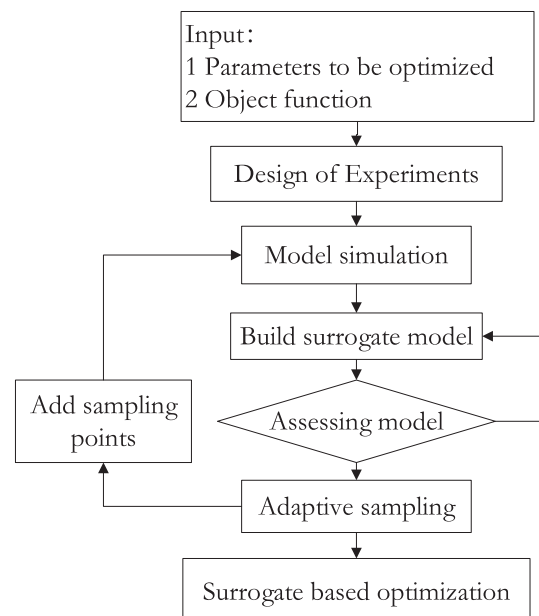 Input:
1 Parameters to be optimized
2 Object function
Design of Experiments
Model simulation
Build surrogate model
Add sampling
points
Assessing model
Adaptive sampling
Surrogate based optimization